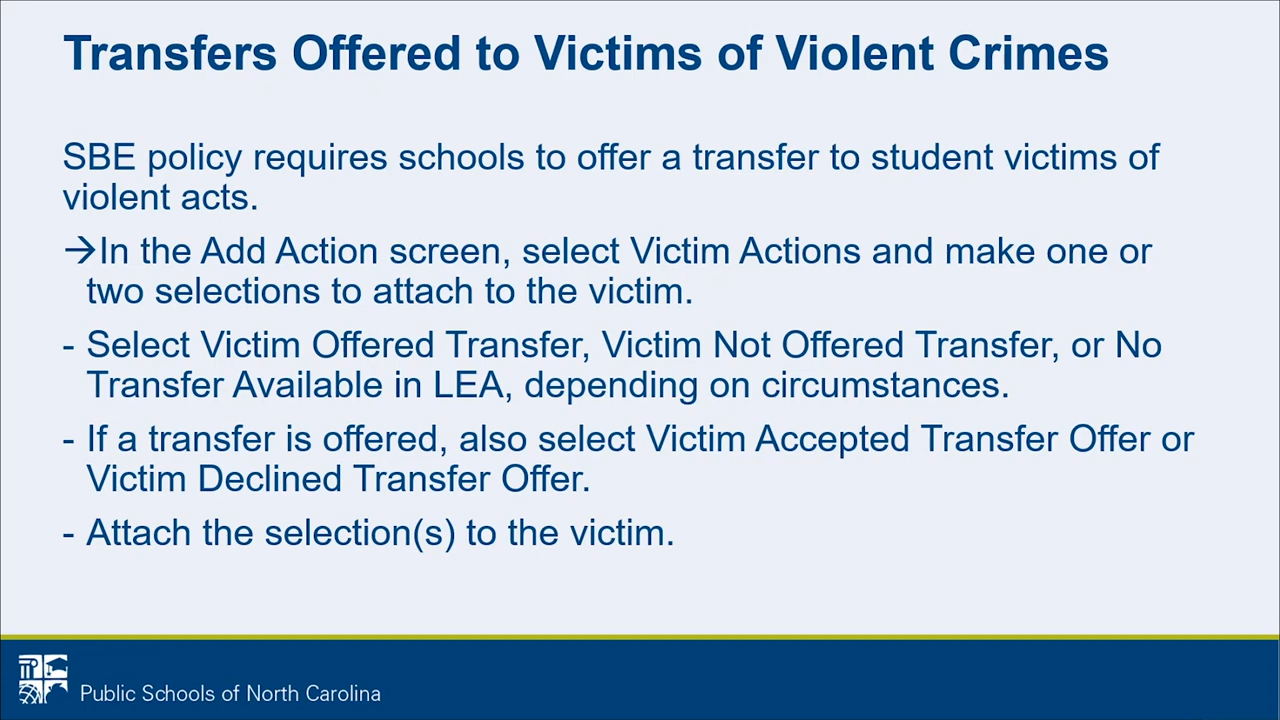 Transfers Offered to Victims of Violent Crimes
SBE policy requires schools to offer a transfer to student victims of
violent acts.
→In the Add Action screen, select Victim Actions and make one or
two selections to attach to the victim.
- Select Victim Offered Transfer, Victim Not Offered Transfer, or No
Transfer Available in LEA, depending on circumstances.
- If a transfer is offered, also select Victim Accepted Transfer Offer or
Victim Declined Transfer Offer.
- Attach the selection(s) to the victim.
Public Schools of North Carolina